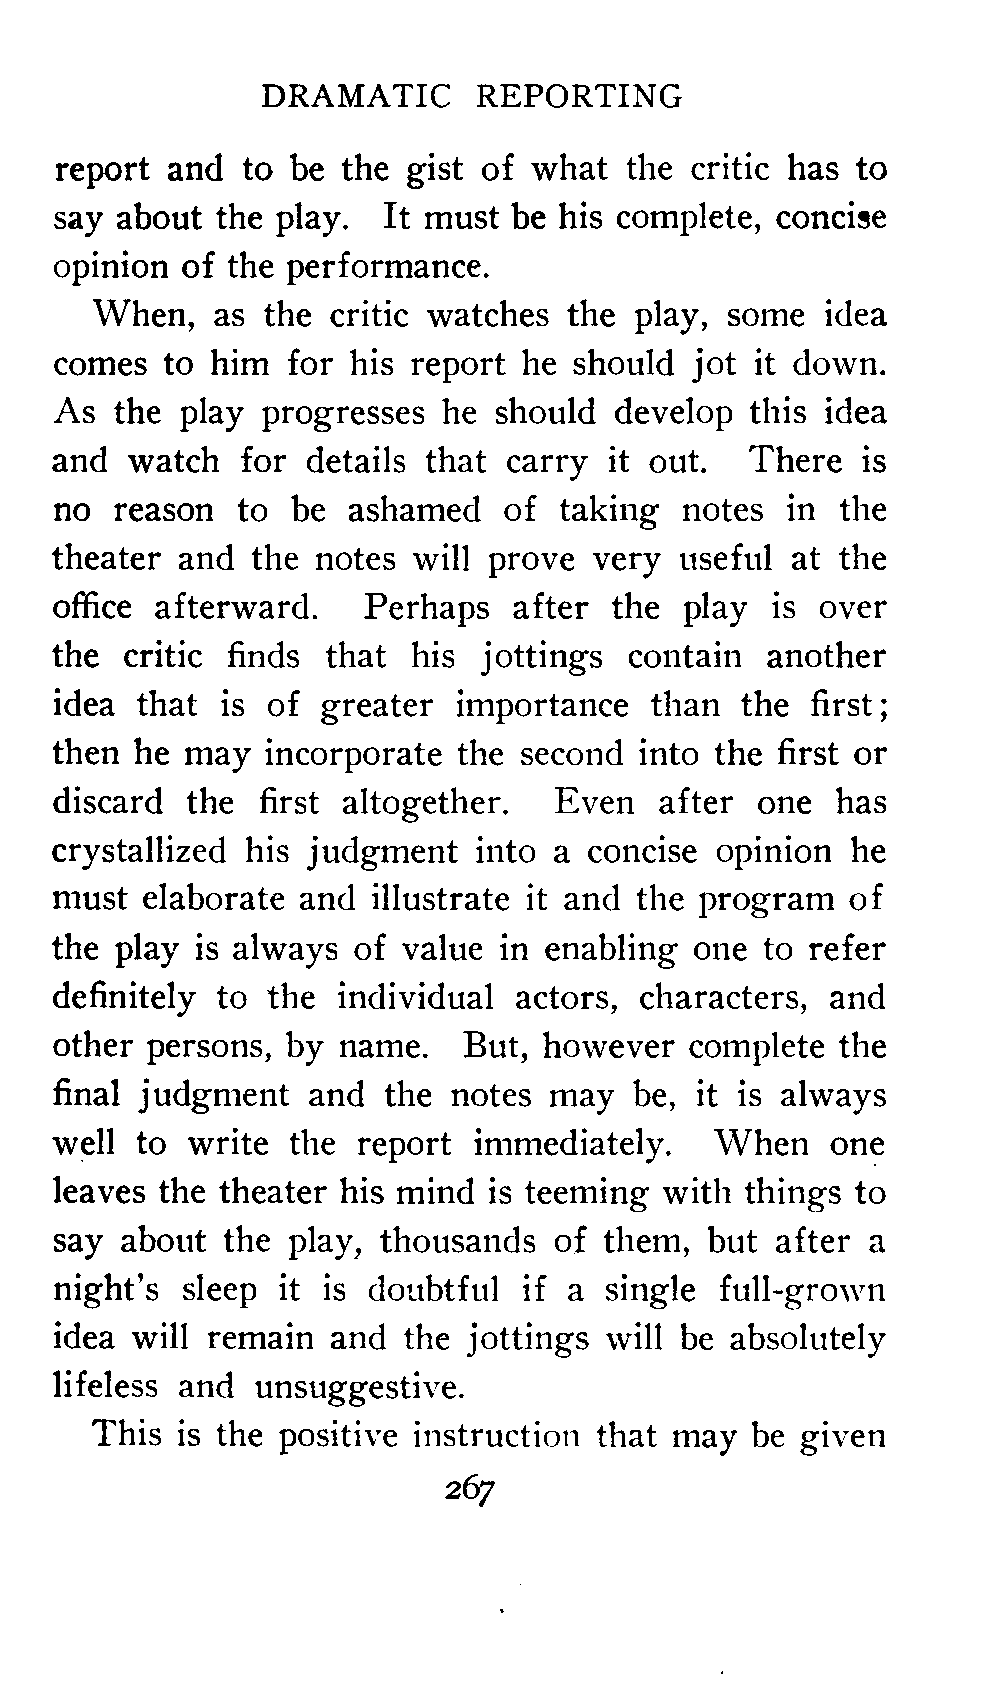 DRAMATIC REPORTING
report and to be the gist of what the critic has to
say about the play. It must be his complete, concise
opinion of the performance.
When, as the critic watches the play, some idea
comes to him for his report he should jot it down.
As the play progresses he should develop this idea
and watch for details that carry it out. There is
no reason to be ashamed of taking notes in the
theater and the notes will prove very useful at the
office afterward. Perhaps after the play is over
the critic finds that his jottings contain another
idea that is of greater importance than the first;
then he may incorporate the second into the first or
discard the first altogether. Even after one has
crystallized his judgment into a concise opinion he
must elaborate and illustrate it and the program of
the play is always of value in enabling one to refer
definitely to the individual actors, characters, and
other persons, by name. But, however complete the
final judgment and the notes may be, it is always
well to write the report immediately. When one
leaves the theater his mind is teeming with things to
say about the play, thousands of them, but after a
night's sleep it is doubtful if a single full-grown
idea will remain and the jottings will be absolutely
lifeless and unsuggestive.
This is the positive instruction that may be given
267